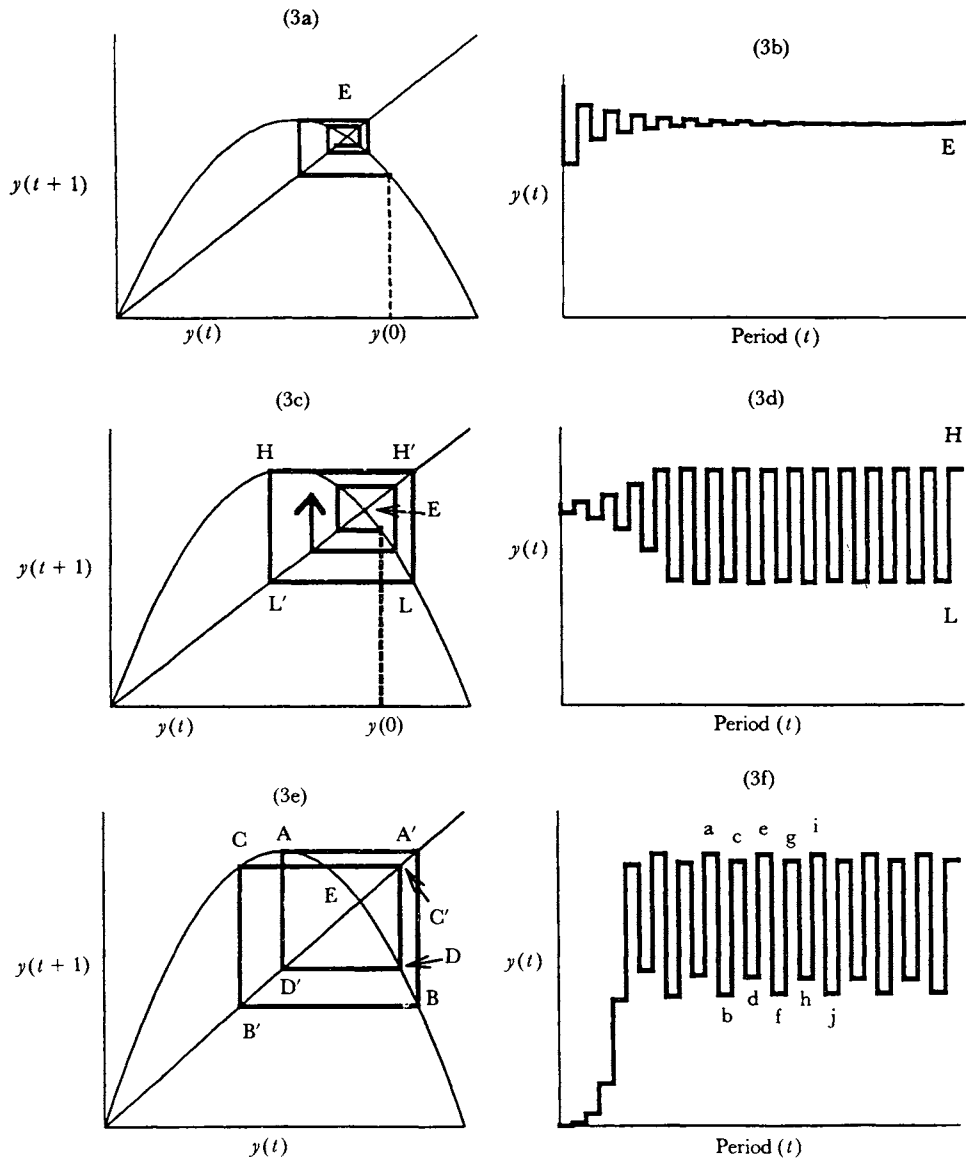 (3a)
E
y(t + 1)
y(t)
y(0)
(3b)
y(t)
E
Period (t)
(3c)
H
H′
E
y(t + 1)
L′
L
y(t)
y(0)
(3d)
H
y(t)
L
Period (t)
(3e)
C
A
A′
E
C′
y(t + 1)
D
D′
B
B′
y(t)
(3f)
a
c
e
g
i
y(t)
b
d
f
h
j
Period (t)